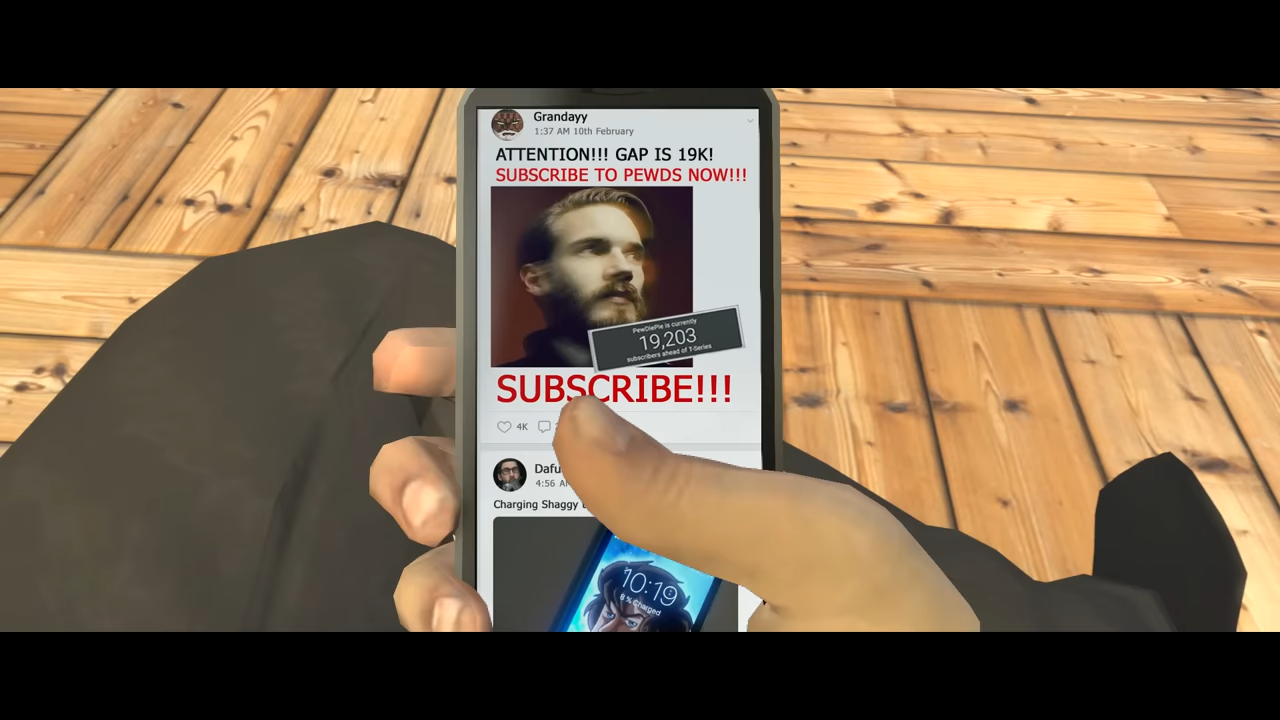 Grandayy
1:37 AM 10th February
ATTENTION!!! GAP IS 19K!
SUBSCRIBE TO PEWDS NOW!!!
PewDiePie is currently
19,203
subscribers ahead of T-Series
SUBSCRIBE!!!
4K
4:56
Charging Shaggy
10:19
8% Charged